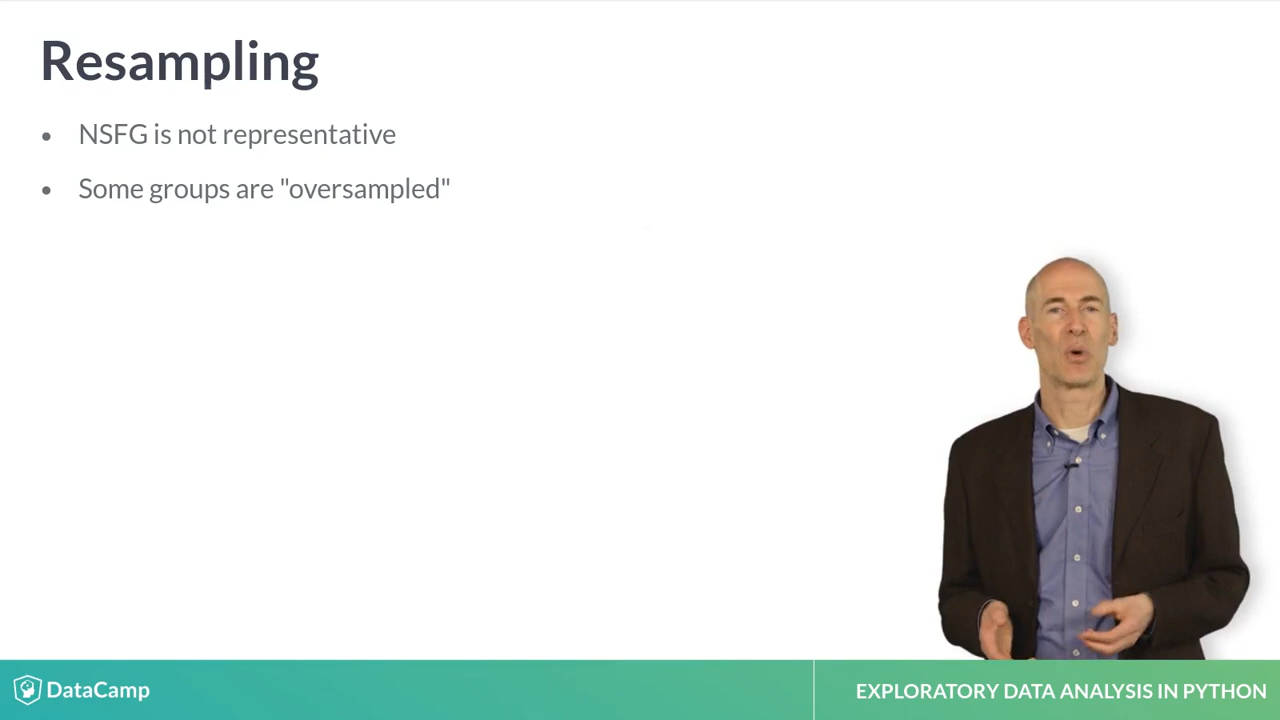 Resampling
• NSFG is not representative
• Some groups are "oversampled"
DataCamp
EXPLORATORY DATA ANALYSIS IN PYTHON